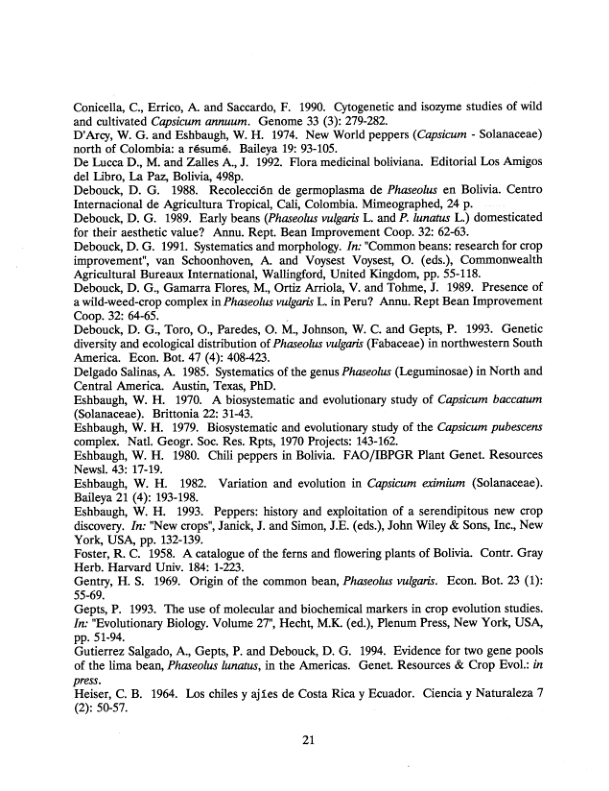 Conicella, C., Errico, A. and Saccardo, F. 1990. Cytogenetic and isozyme studies of wild
and cultivated Capsicum annuum. Genome 33 (3): 279-282.
D'Arcy, W. G. and Eshbaugh, W. H. 1974. New World peppers (Capsicum - Solanaceae)
north of Colombia: a résumé. Baileya 19: 93-105.
De Lucca D., M. and Zalles A., J. 1992. Flora medicinal boliviana. Editorial Los Amigos
del Libro, La Paz, Bolivia, 498p.
Debouck, D. G. 1988. Recolección de germoplasma de Phaseolus en Bolivia. Centro
Internacional de Agricultura Tropical, Cali, Colombia. Mimeographed, 24 p.
Debouck, D. G. 1989. Early beans (Phaseolus vulgaris L. and P. lunatus L.) domesticated
for their aesthetic value? Annu. Rept. Bean Improvement Coop. 32: 62-63.
Debouck, D. G. 1991. Systematics and morphology. In: "Common beans: research for crop
improvement", van Schoonhoven, A. and Voysest Voysest, O. (eds.), Commonwealth
Agricultural Bureaux International, Wallingford, United Kingdom, pp. 55-118.
Debouck, D. G., Gamarra Flores, M., Ortiz Arriola, V. and Tohme, J. 1989. Presence of
a wild-weed-crop complex in Phaseolus vulgaris L. in Peru? Annu. Rept Bean Improvement
Coop. 32: 64-65.
Debouck, D. G., Toro, O., Paredes, O. M., Johnson, W. C. and Gepts, P. 1993. Genetic
diversity and ecological distribution of Phaseolus vulgaris (Fabaceae) in northwestern South
America. Econ. Bot. 47 (4): 408-423.
Delgado Salinas, A. 1985. Systematics of the genus Phaseolus (Leguminosae) in North and
Central America. Austin, Texas, PhD.
Eshbaugh, W. H. 1970. A biosystematic and evolutionary study of Capsicum baccatum
(Solanaceae). Brittonia 22: 31-43.
Eshbaugh, W. H. 1979. Biosystematic and evolutionary study of the Capsicum pubescens
complex. Natl. Geogr. Soc. Res. Rpts, 1970 Projects: 143-162.
Eshbaugh, W. H. 1980. Chili peppers in Bolivia. FAO/IBPGR Plant Genet. Resources
Newsl. 43: 17-19.
Eshbaugh, W. H. 1982. Variation and evolution in Capsicum eximium (Solanaceae).
Baileya 21 (4): 193-198.
Eshbaugh, W. H. 1993. Peppers: history and exploitation of a serendipitous new crop
discovery. In: "New crops", Janick, J. and Simon, J.E. (eds.), John Wiley & Sons, Inc., New
York, USA, pp. 132-139.
Foster, R. C. 1958. A catalogue of the ferns and flowering plants of Bolivia. Contr. Gray
Herb. Harvard Univ. 184: 1-223.
Gentry, H. S. 1969. Origin of the common bean, Phaseolus vulgaris. Econ. Bot. 23 (1):
55-69.
Gepts, P. 1993. The use of molecular and biochemical markers in crop evolution studies.
In: "Evolutionary Biology. Volume 27", Hecht, M.K. (ed.), Plenum Press, New York, USA,
pp. 51-94.
Gutierrez Salgado, A., Gepts, P. and Debouck, D. G. 1994. Evidence for two gene pools
of the lima bean, Phaseolus lunatus, in the Americas. Genet. Resources & Crop Evol.: in
press.
Heiser, C. B. 1964. Los chiles y ajíes de Costa Rica y Ecuador. Ciencia y Naturaleza 7
(2): 50-57.
21